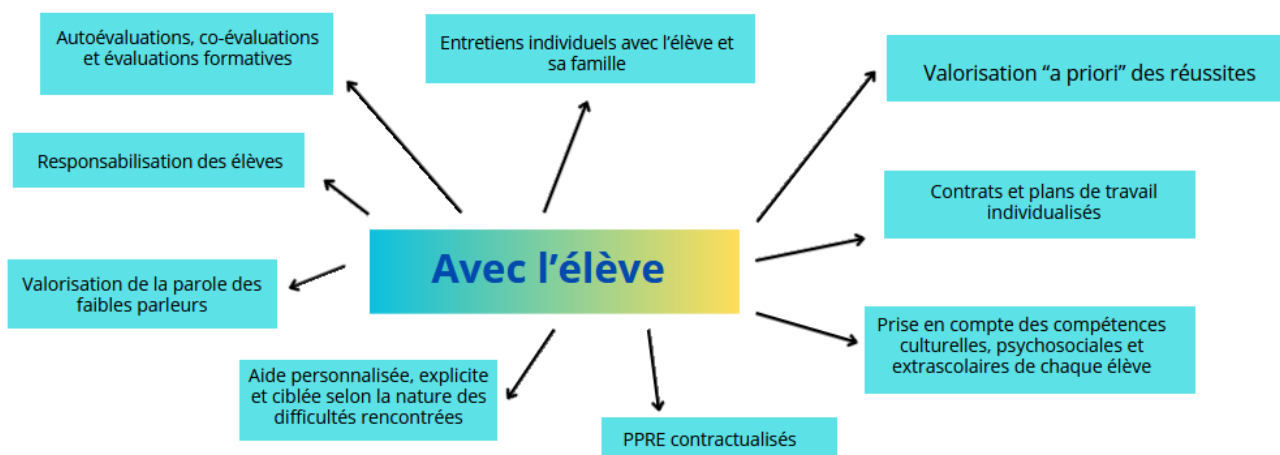 Autoévaluations, co-évaluations
et évaluations formatives
Entretiens individuels avec l’élève et
sa famille
Valorisation “a priori” des réussites
Responsabilisation des élèves
Contrats et plans de travail
individualisés
Avec l’élève
Valorisation de la parole des
faibles parleurs
Prise en compte des compétences
culturelles, psychosociales et
extrascolaires de chaque élève
Aide personnalisée, explicite
et ciblée selon la nature des
difficultés rencontrées
PPRE contractualisés